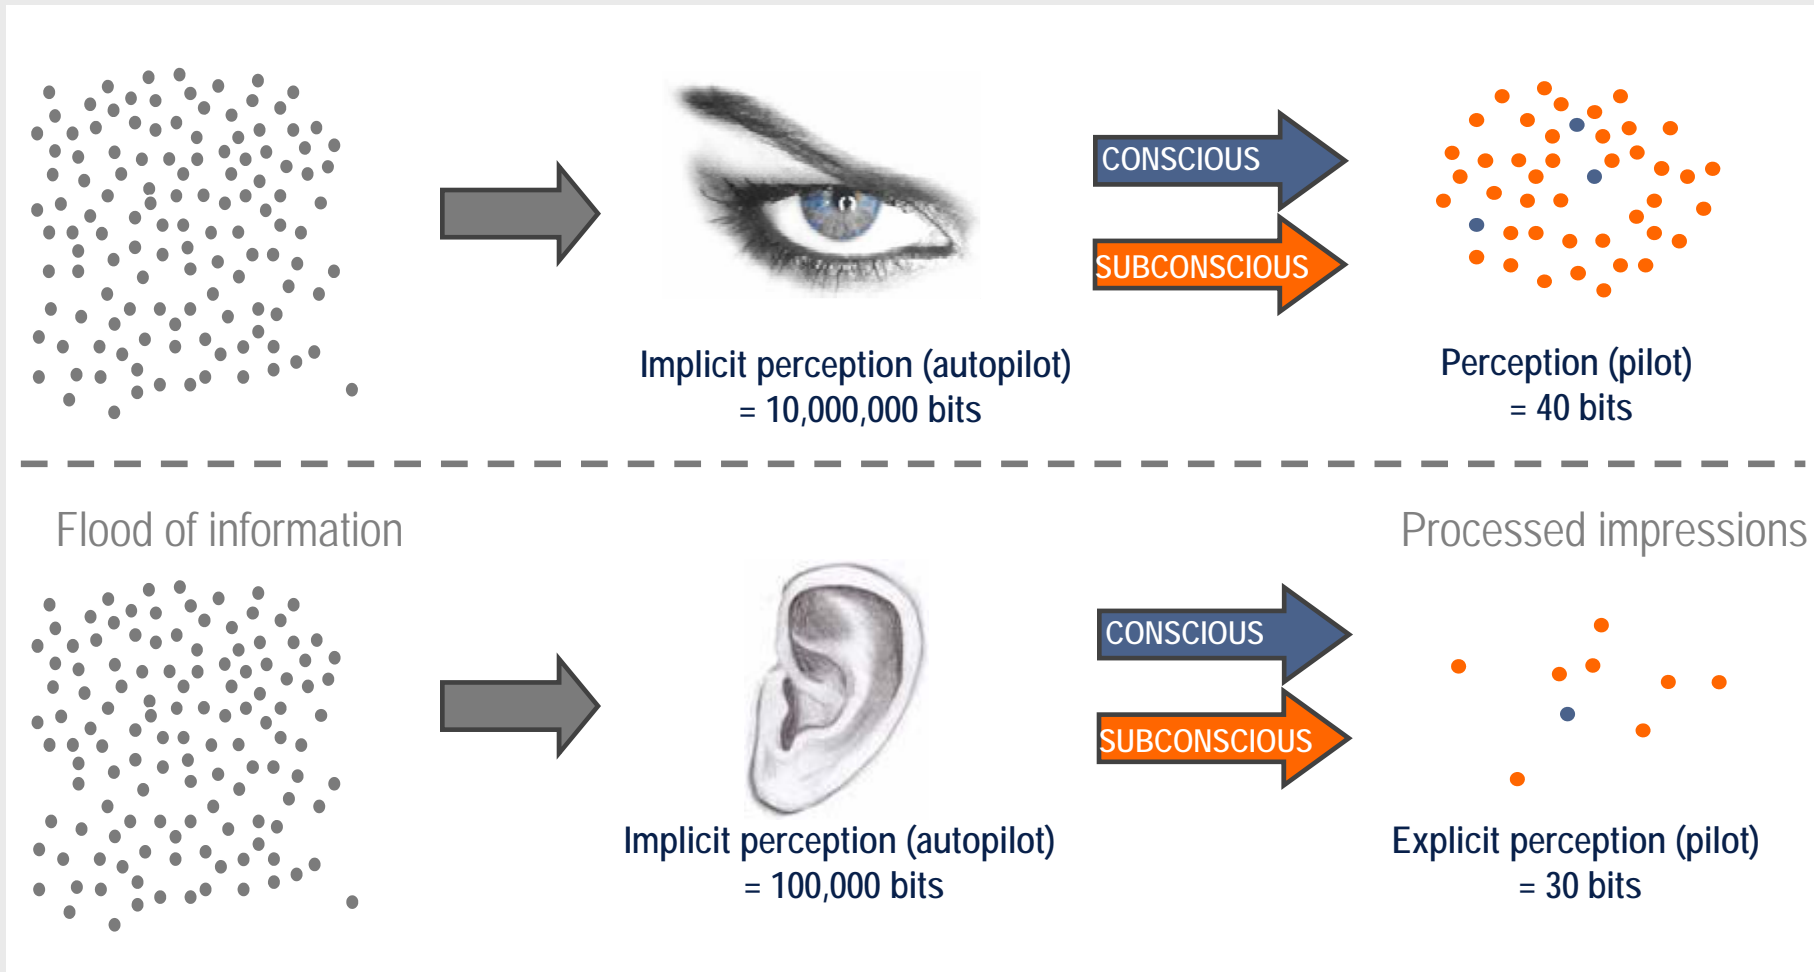 CONSCIOUS
SUBCONSCIOUS
Implicit perception (autopilot)
= 10,000,000 bits
Perception (pilot)
= 40 bits
Flood of information
Processed impressions
CONSCIOUS
SUBCONSCIOUS
Implicit perception (autopilot)
= 100,000 bits
Explicit perception (pilot)
= 30 bits